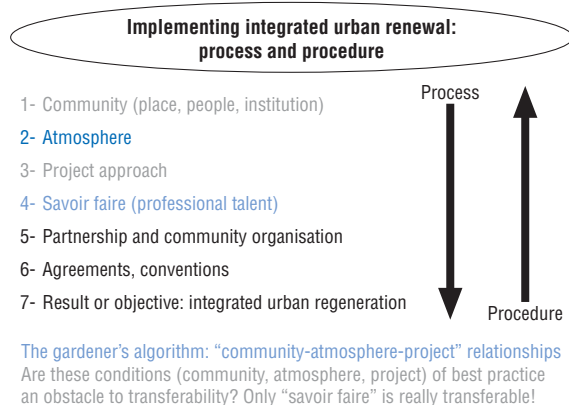 Implementing integrated urban renewal:
process and procedure
Process
1- Community (place, people, institution)
2- Atmosphere
3- Project approach
4- Savoir faire (professional talent)
5- Partnership and community organisation
6- Agreements, conventions
7- Result or objective: integrated urban regeneration
Procedure
The gardener’s algorithm: “community-atmosphere-project” relationships
Are these conditions (community, atmosphere, project) of best practice
an obstacle to transferability? Only “savoir faire” is really transferable!